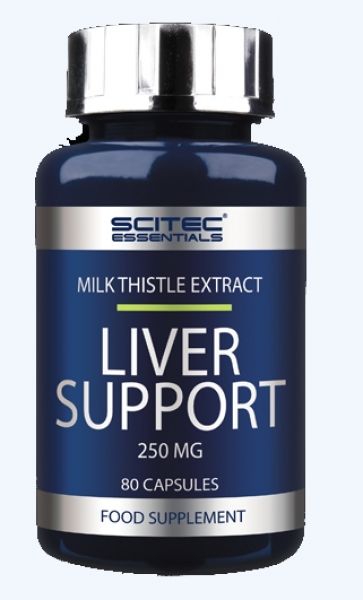 SCITEC®
ESSENTIALS
MILK THISTLE EXTRACT
LIVER
SUPPORT
250 MG
80 CAPSULES
FOOD SUPPLEMENT